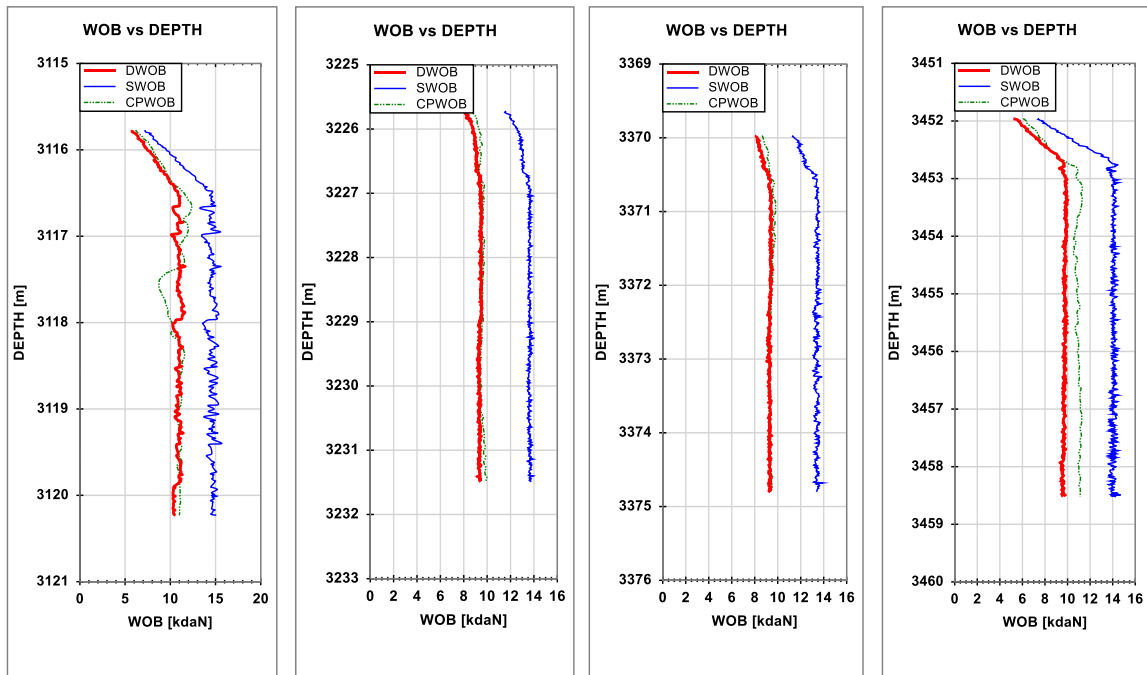 WOB vs DEPTH
DWOB
SWOB
CPWOB
3115
3116
3117
3118
3119
3120
3121
DEPTH [m]
0 5 10 15 20
WOB [kdaN]
WOB vs DEPTH
DWOB
SWOB
CPWOB
3225
3226
3227
3228
3229
3230
3231
3232
3233
DEPTH [m]
0 2 4 6 8 10 12 14 16
WOB [kdaN]
WOB vs DEPTH
DWOB
SWOB
CPWOB
3369
3370
3371
3372
3373
3374
3375
3376
DEPTH [m]
0 2 4 6 8 10 12 14 16
WOB [kdaN]
WOB vs DEPTH
DWOB
SWOB
CPWOB
3451
3452
3453
3454
3455
3456
3457
3458
3459
3460
DEPTH [m]
0 2 4 6 8 10 12 14 16
WOB [kdaN]